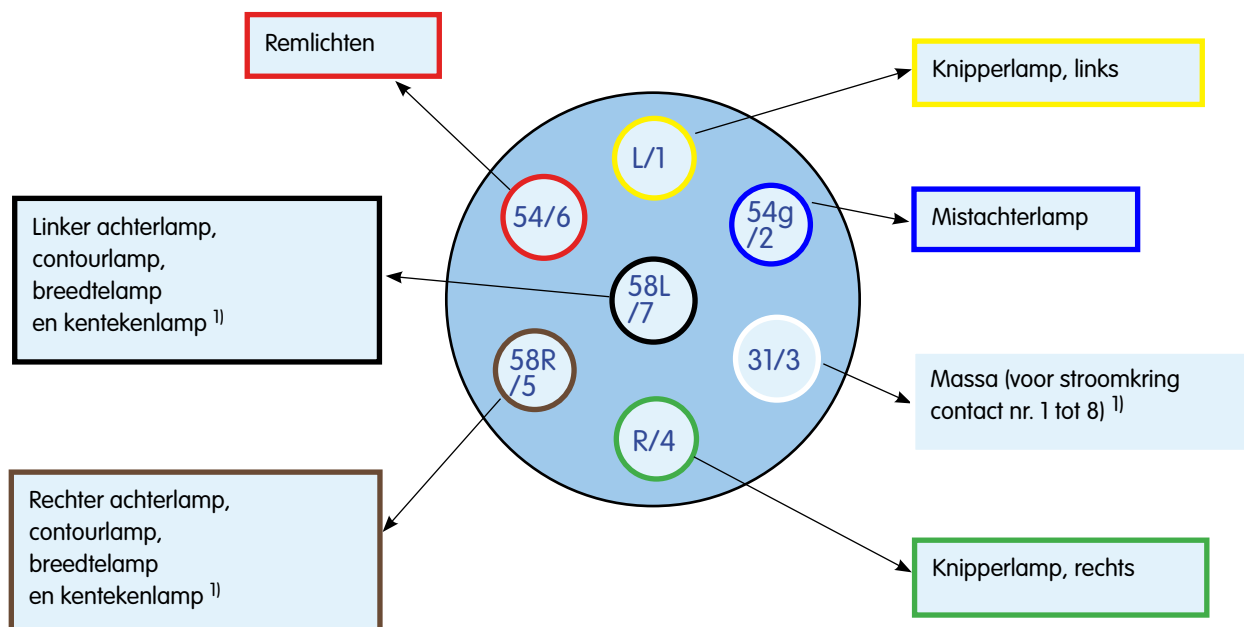 Remlichten
Knipperlamp, links
L/1
54/6
54g
/2
Mistachterlamp
Linker achterlamp,
contourlamp,
breedtelamp
en kentekenlamp 1)
58L
/7
58R
/5
31/3
Massa (voor stroomkring
contact nr. 1 tot 8) 1)
R/4
Rechter achterlamp,
contourlamp,
breedtelamp
en kentekenlamp 1)
Knipperlamp, rechts